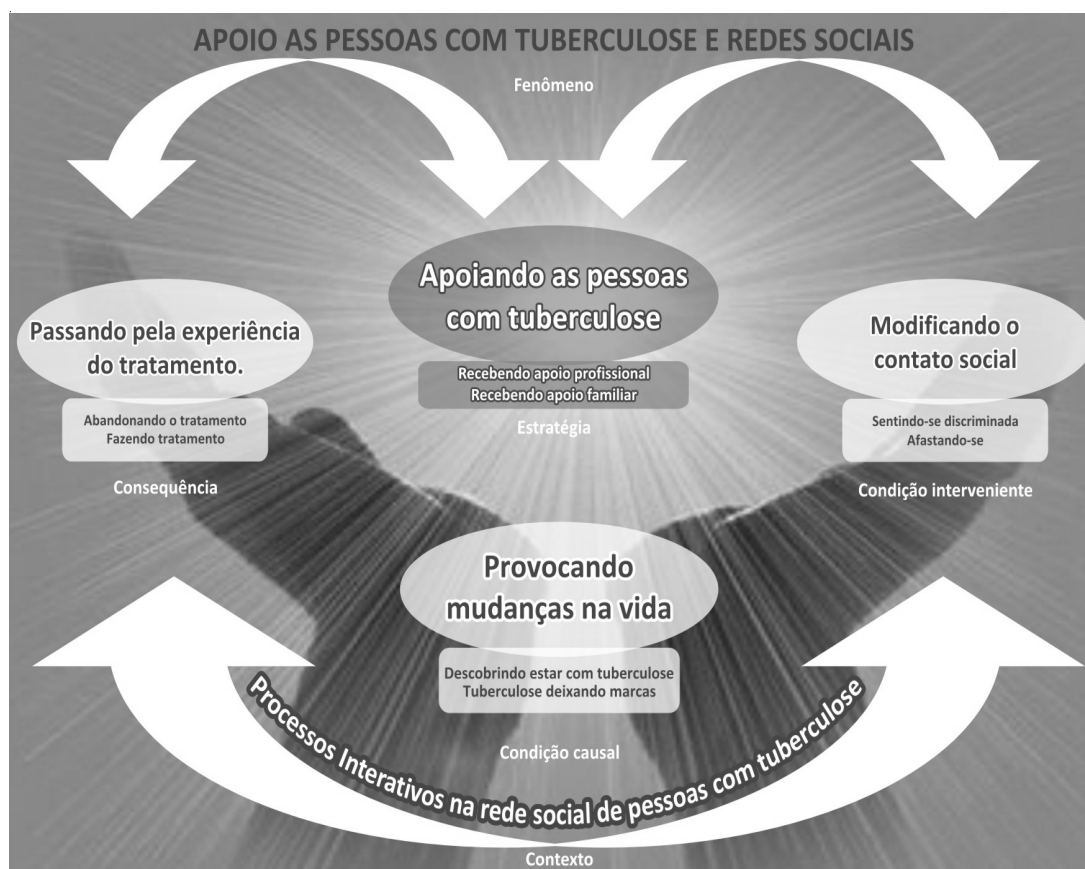 APOIO AS PESSOAS COM TUBERCULOSE E REDES SOCIAIS
Fenômeno
Apoiando as pessoas
com tuberculose
Recebendo apoio profissional
Recebendo apoio familiar
Estratégia
Passando pela experiência
do tratamento.
Abandonando o tratamento
Fazendo tratamento
Consequência
Modificando o
contato social
Sentindo-se discriminada
Afastando-se
Condição interveniente
Provocando
mudanças na vida
Descobrindo estar com tuberculose
Tuberculose deixando marcas
Condição causal
Processos Interativos na rede social de pessoas com tuberculose
Contexto